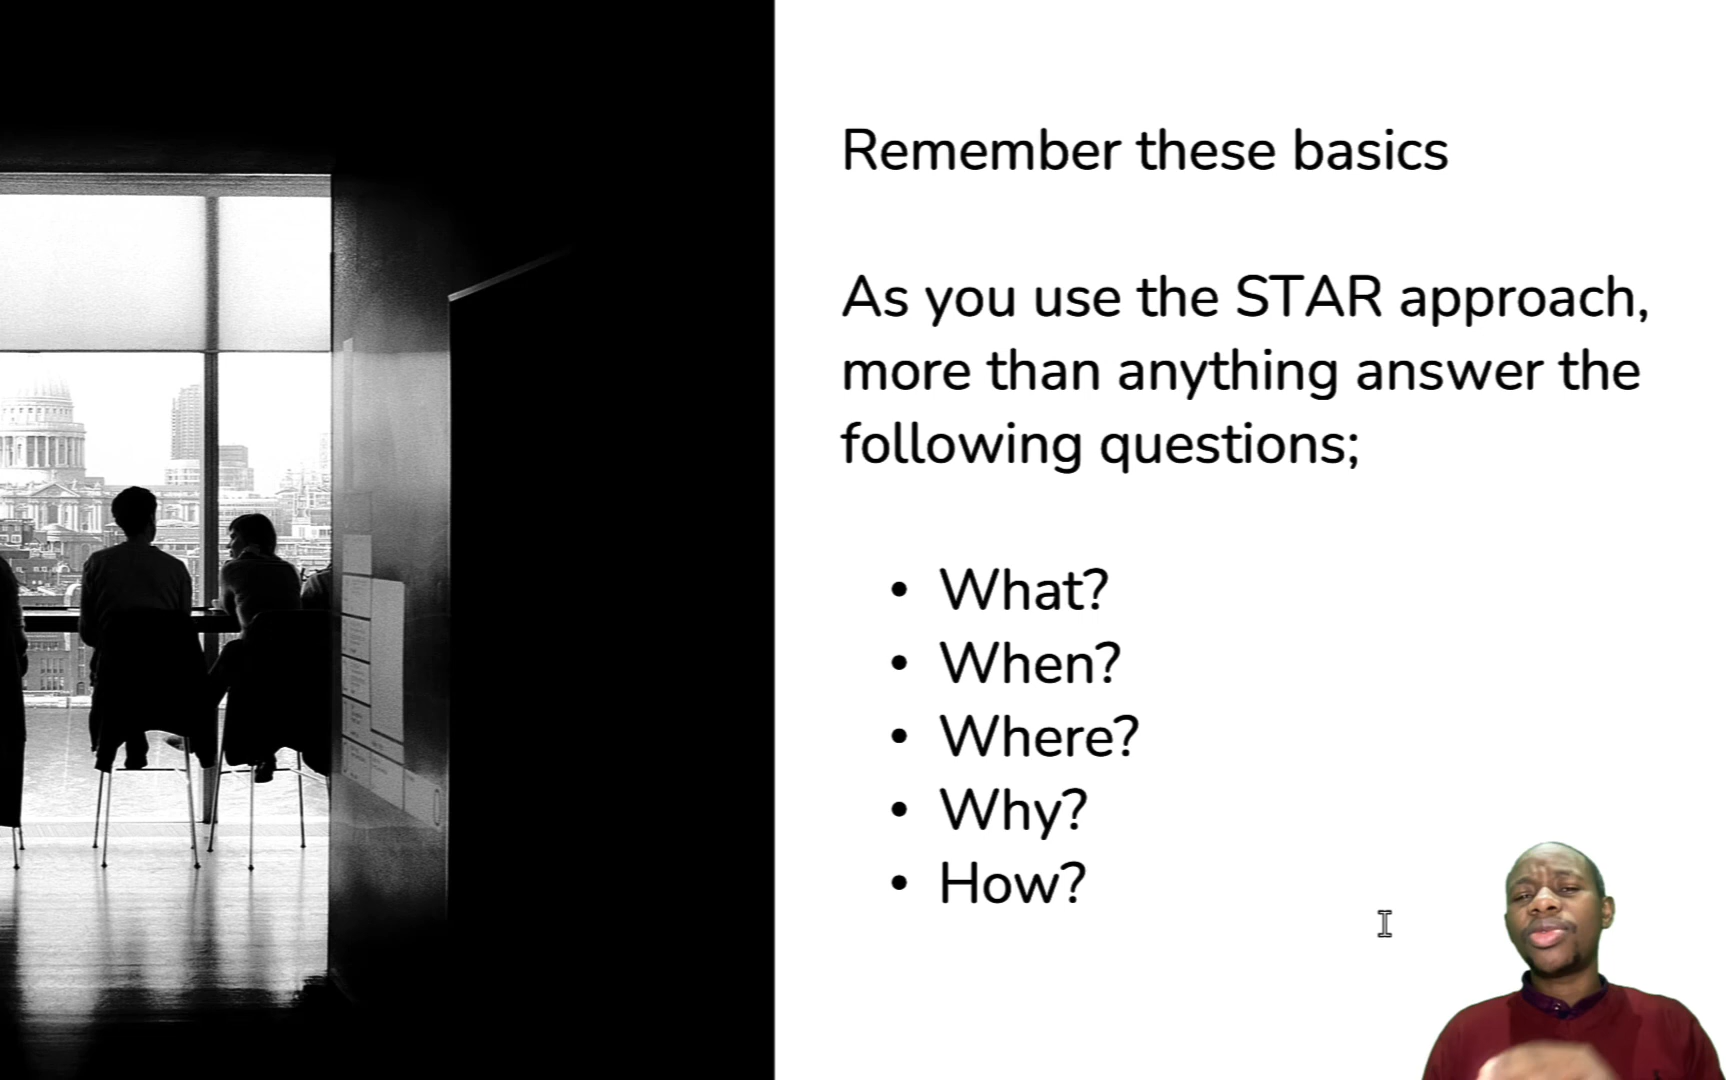 Remember these basics
As you use the STAR approach,
more than anything answer the
following questions;
• What?
• When?
• Where?
• Why?
• How?